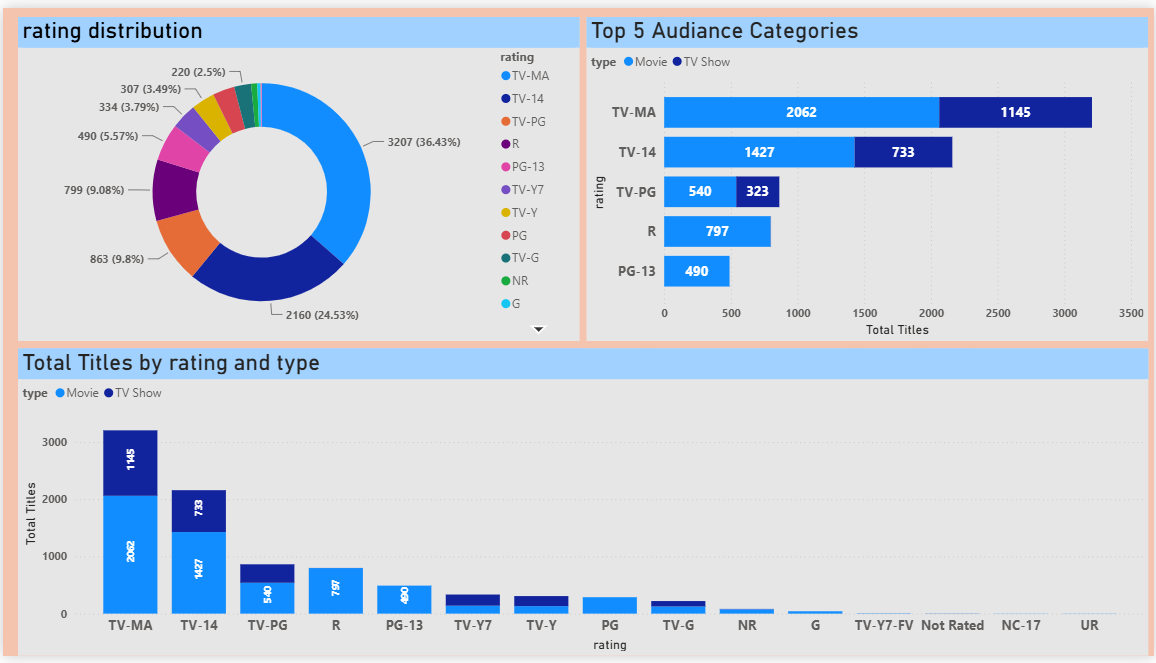 rating distribution
220 (2.5%)
307 (3.49%)
334 (3.79%)
490 (5.57%)
799 (9.08%)
863 (9.8%)
2160 (24.53%)
3207 (36.43%)
rating
TV-MA
TV-14
TV-PG
R
PG-13
TV-Y7
TV-Y
PG
TV-G
NR
G
Top 5 Audiance Categories
type Movie TV Show
rating
TV-MA 2062 1145
TV-14 1427 733
TV-PG 540 323
R 797
PG-13 490
0 500 1000 1500 2000 2500 3000 3500
Total Titles
Total Titles by rating and type
type Movie TV Show
Total Titles
3000
2000
1000
0
1145
2062
733
1427
540
797
490
TV-MA TV-14 TV-PG R PG-13 TV-Y7 TV-Y PG TV-G NR G TV-Y7-FV Not Rated NC-17 UR
rating